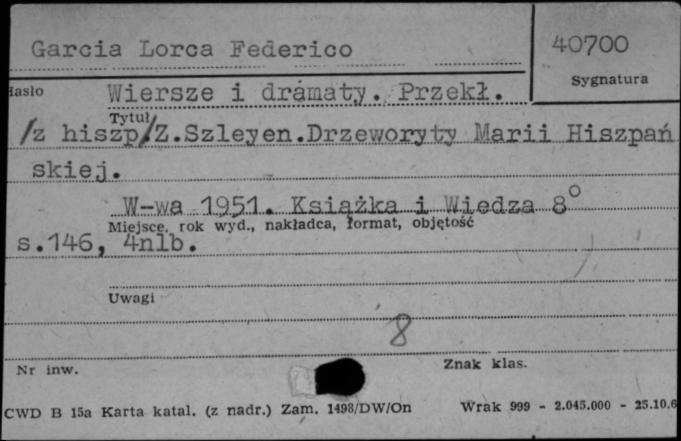 Garcia Lorca Federico
40700
Sygnatura
Hasło
Wiersze i dramaty. Przekł.
Tytuł
/z hiszp/Z.Szleyen.Drzeworyty Marii Hiszpań
skiej.
W-wa 1951. Książka i Wiedza 8°
Miejsce, rok wyd., nakładca, format, objętość
s.146, 4nlb.
Uwagi
8
Nr inw.
Znak klas.
CWD B 15a Karta katal. (z nadr.) Zam. 1498/DW/On
Wrak 999 - 2.045.000 - 25.10.6